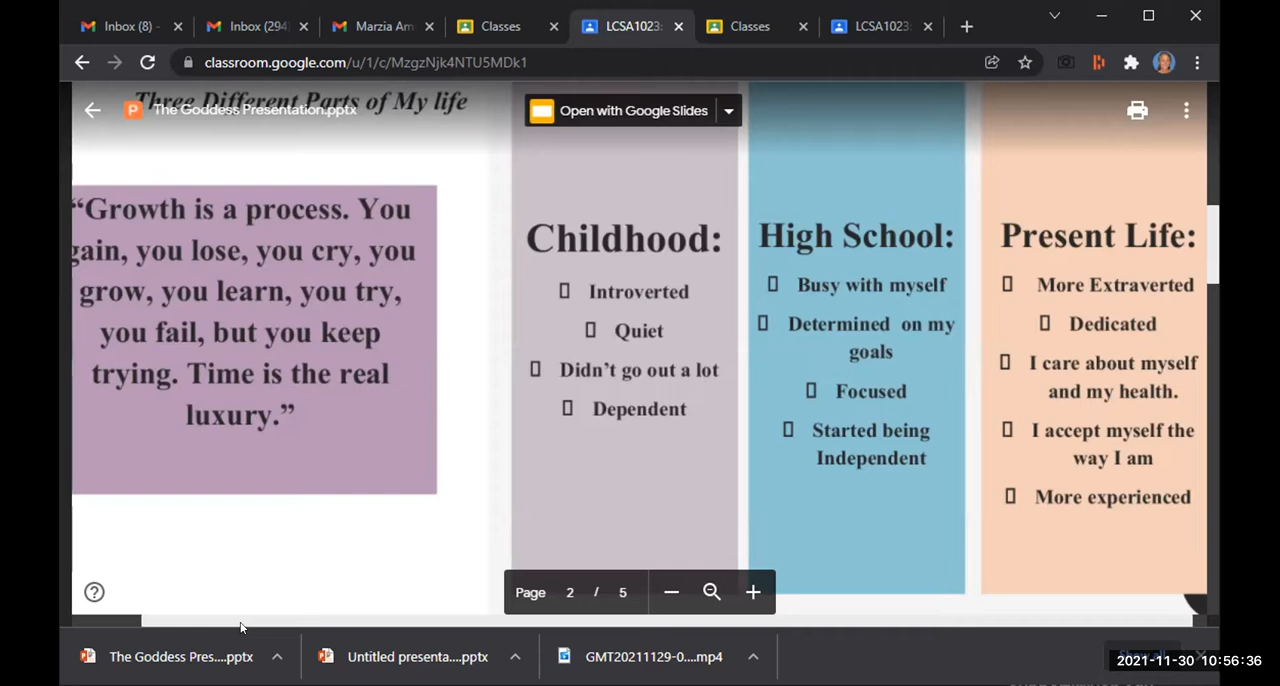 Inbox (8) -
Inbox (294
Marzia Am
Classes
LCSA1023:
Classes
LCSA1023:
classroom.google.com/u/1/c/MzgzNjk4NTU5MDk1
Three Different Parts of My life
The Goddess Presentation.pptx
Open with Google Slides
“Growth is a process. You
gain, you lose, you cry, you
grow, you learn, you try,
you fail, but you keep
trying. Time is the real
luxury.”
Childhood:
Introverted
Quiet
Didn’t go out a lot
Dependent
High School:
Busy with myself
Determined on my
goals
Focused
Started being
Independent
Present Life:
More Extraverted
Dedicated
I care about myself
and my health.
I accept myself the
way I am
More experienced
Page 2 / 5
The Goddess Pres....pptx
Untitled presenta....pptx
GMT20211129-0....mp4
2021-11-30 10:56:36